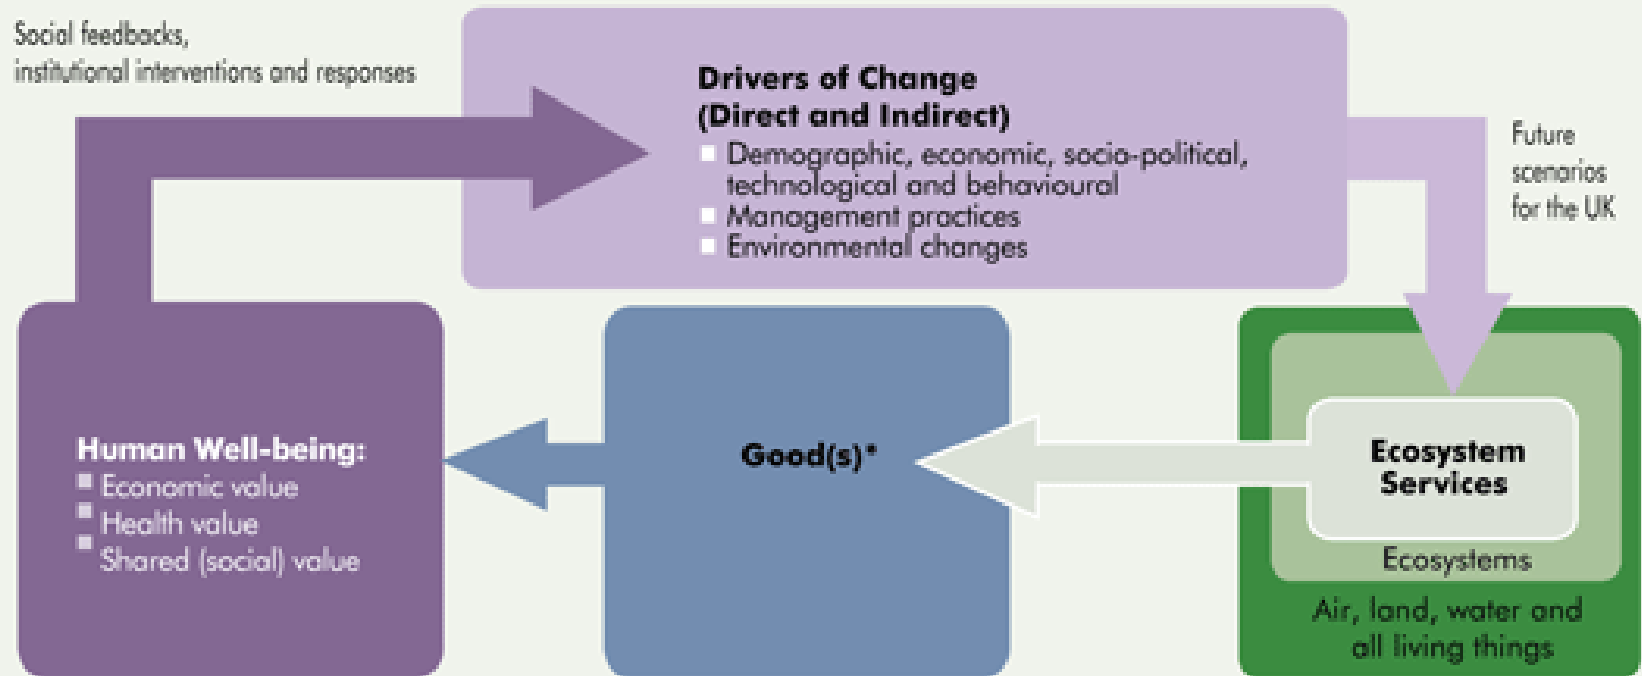 Social feedbacks,
institutional interventions and responses
Drivers of Change
(Direct and Indirect)
Demographic, economic, socio-political,
technological and behavioural
Management practices
Environmental changes
Future
scenarios
for the UK
Human Well-being:
Economic value
Health value
Shared (social) value
Good(s)*
Ecosystem
Services
Ecosystems
Air, land, water and
all living things